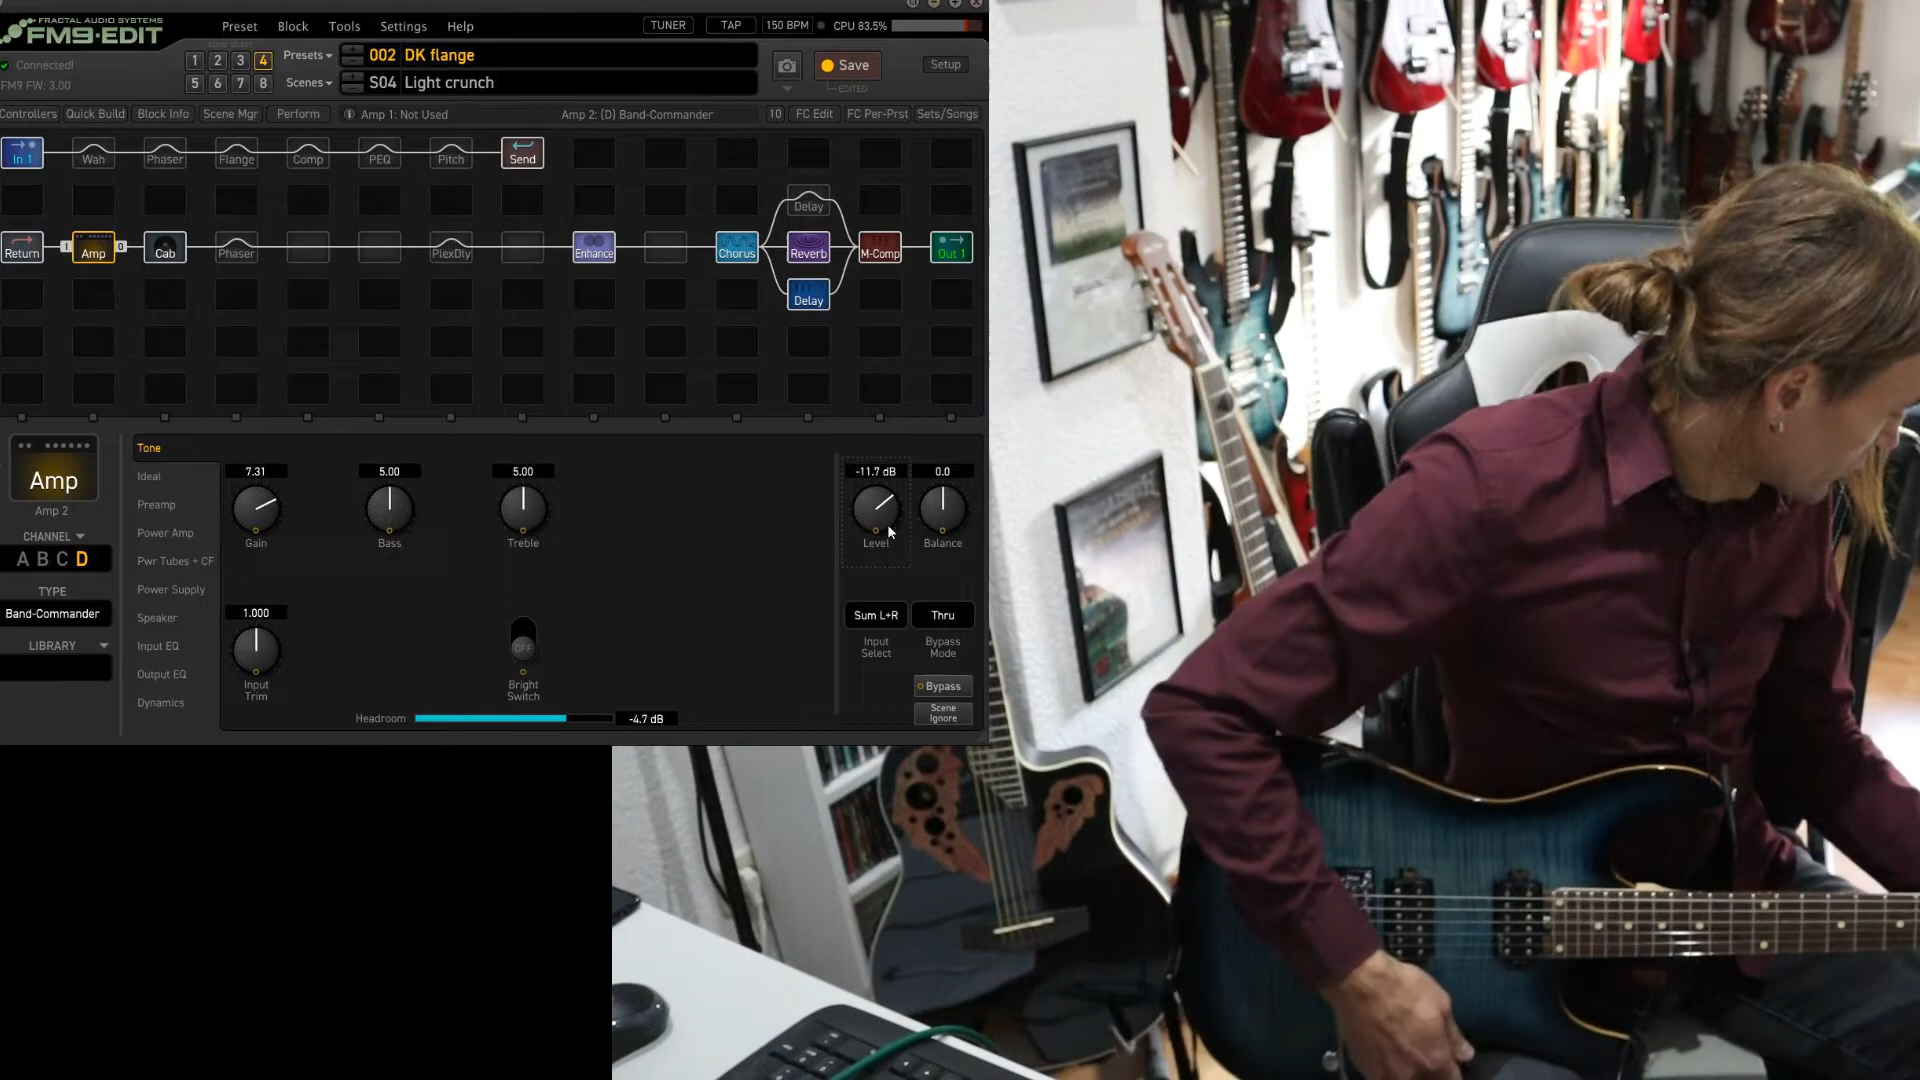 FRACTAL AUDIO SYSTEMS
FM9-EDIT
Preset Block Tools Settings Help
TUNER TAP 150 BPM CPU 83.5%
Connected!
FM9 FW: 3.00
SCENE SELECT
1 2 3 4
5 6 7 8
Presets 002 DK flange
Scenes S04 Light crunch
Save
EDITED
Setup
Controllers Quick Build Block Info Scene Mgr Perform Amp 1: Not Used Amp 2: (D) Band-Commander 10 FC Edit FC Per-Prst Sets/Songs
In 1 Wah Phaser Flange Comp PEQ Pitch Send
Delay
Return I Amp O Cab Phaser PlexDly Enhance Chorus Reverb M-Comp Out 1
Delay
Amp
Amp 2
CHANNEL
A B C D
TYPE
Band-Commander
LIBRARY
Tone
Ideal
Preamp
Power Amp
Pwr Tubes + CF
Power Supply
Speaker
Input EQ
Output EQ
Dynamics
7.31 5.00 5.00 -11.7 dB 0.0
Gain Bass Treble Level Balance
1.000
OFF
Input Trim
Bright Switch
Sum L+R Thru
Input Select
Bypass Mode
Bypass
Scene Ignore
Headroom -4.7 dB